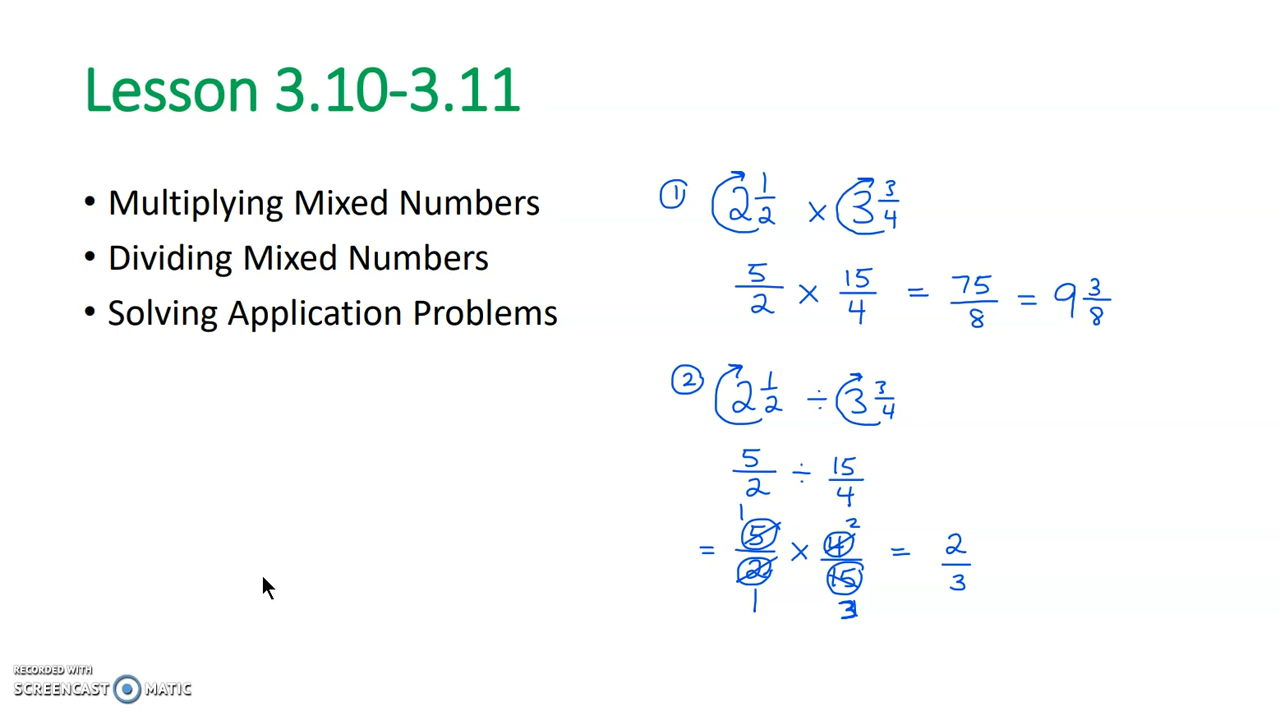 Lesson 3.10-3.11
• Multiplying Mixed Numbers
• Dividing Mixed Numbers
• Solving Application Problems
① 2 1/2 × 3 3/4
5/2 × 15/4 = 75/8 = 9 3/8
② 2 1/2 ÷ 3 3/4
5/2 ÷ 15/4
1 2
= 5/2 × 4/15 = 2/3
1 3
RECORDED WITH
SCREENCAST MATIC